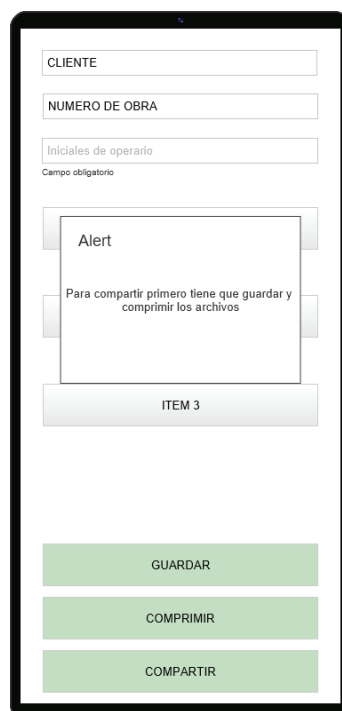 CLIENTE
NUMERO DE OBRA
Iniciales de operario
Campo obligatorio
Alert
Para compartir primero tiene que guardar y
comprimir los archivos
ITEM 3
GUARDAR
COMPRIMIR
COMPARTIR